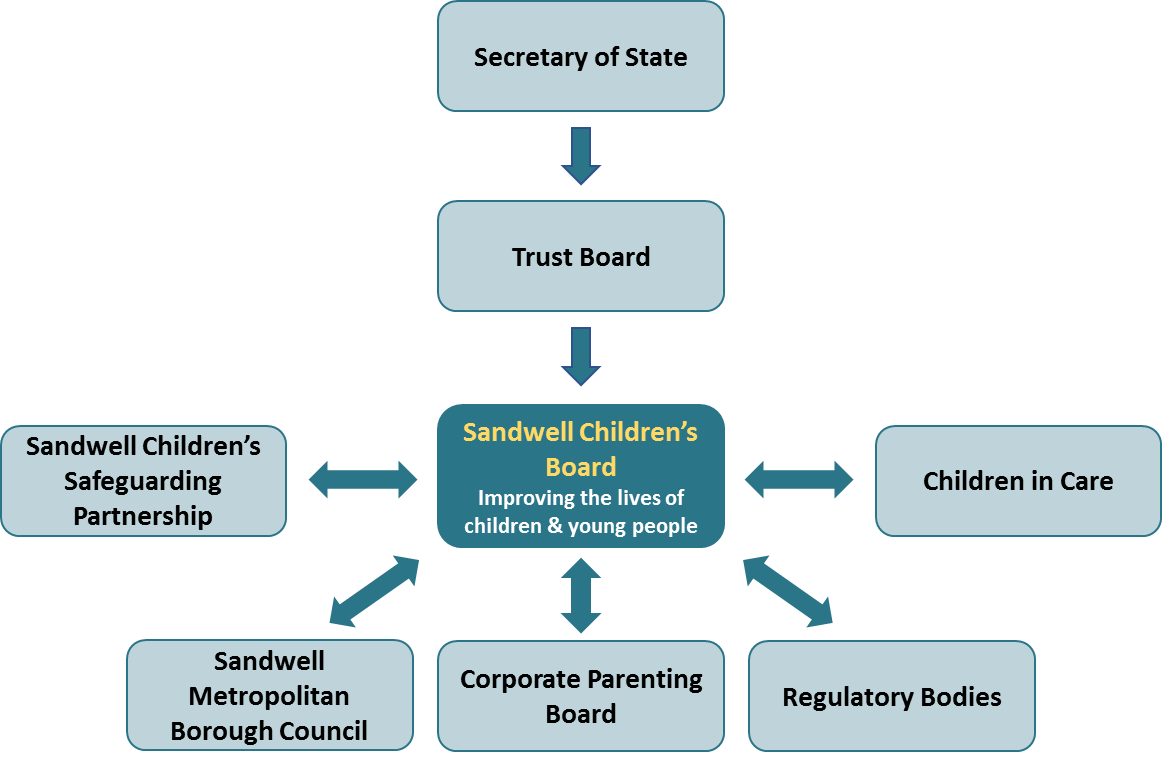 Secretary of State
Trust Board
Sandwell Children’s
Board
Improving the lives of
children & young people
Sandwell Children’s
Safeguarding
Partnership
Children in Care
Sandwell
Metropolitan
Borough Council
Corporate Parenting
Board
Regulatory Bodies